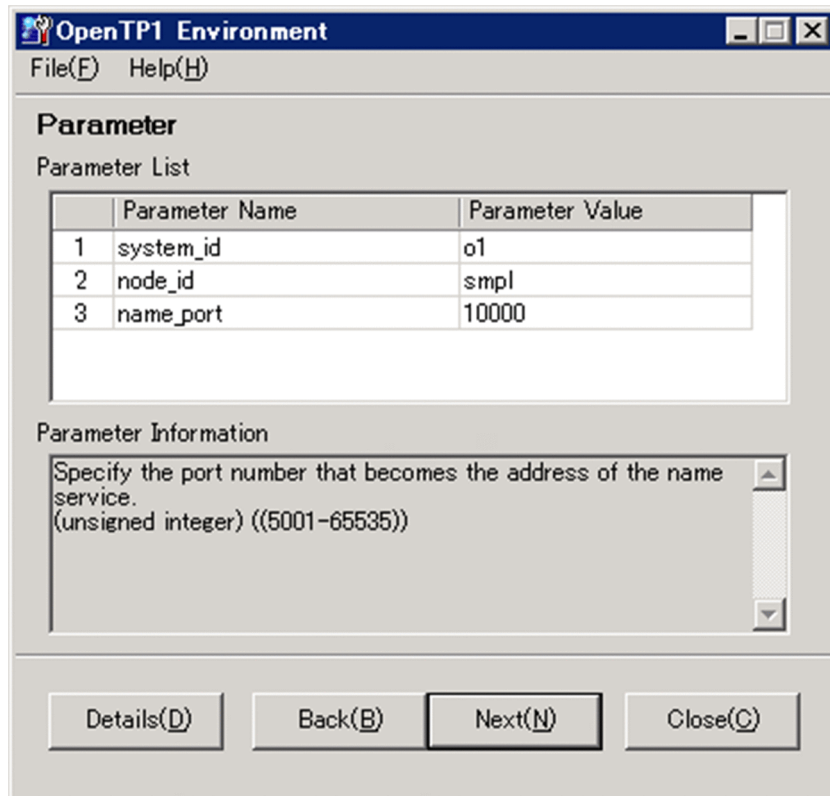 OpenTP1 Environment
File(F) Help(H)
Parameter
Parameter List
Parameter Name Parameter Value
1 system_id o1
2 node_id smpl
3 name_port 10000
Parameter Information
Specify the port number that becomes the address of the name
service.
(unsigned integer) ((5001-65535))
Details(D) Back(B) Next(N) Close(C)